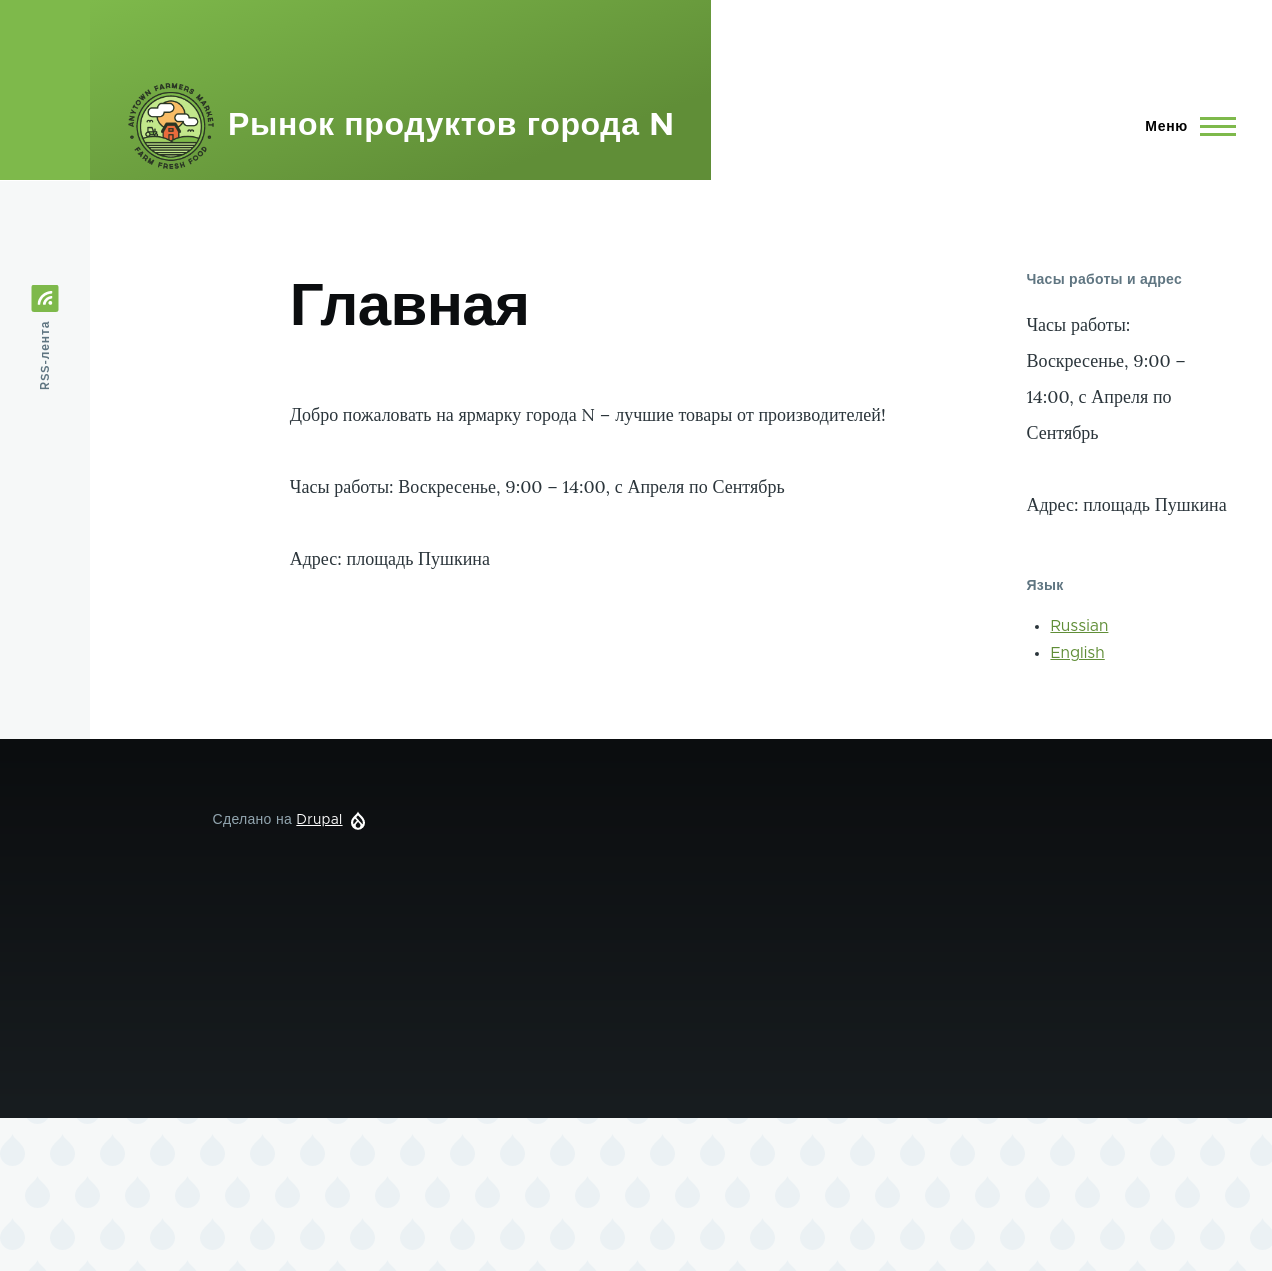 ANYTOWN FARMERS MARKET
FARM FRESH FOOD
Рынок продуктов города N
Меню
RSS-лента
Главная
Добро пожаловать на ярмарку города N – лучшие товары от производителей!
Часы работы: Воскресенье, 9:00 – 14:00, с Апреля по Сентябрь
Адрес: площадь Пушкина
Часы работы и адрес
Часы работы:
Воскресенье, 9:00 –
14:00, с Апреля по
Сентябрь
Адрес: площадь Пушкина
Язык
Russian
English
Сделано на Drupal